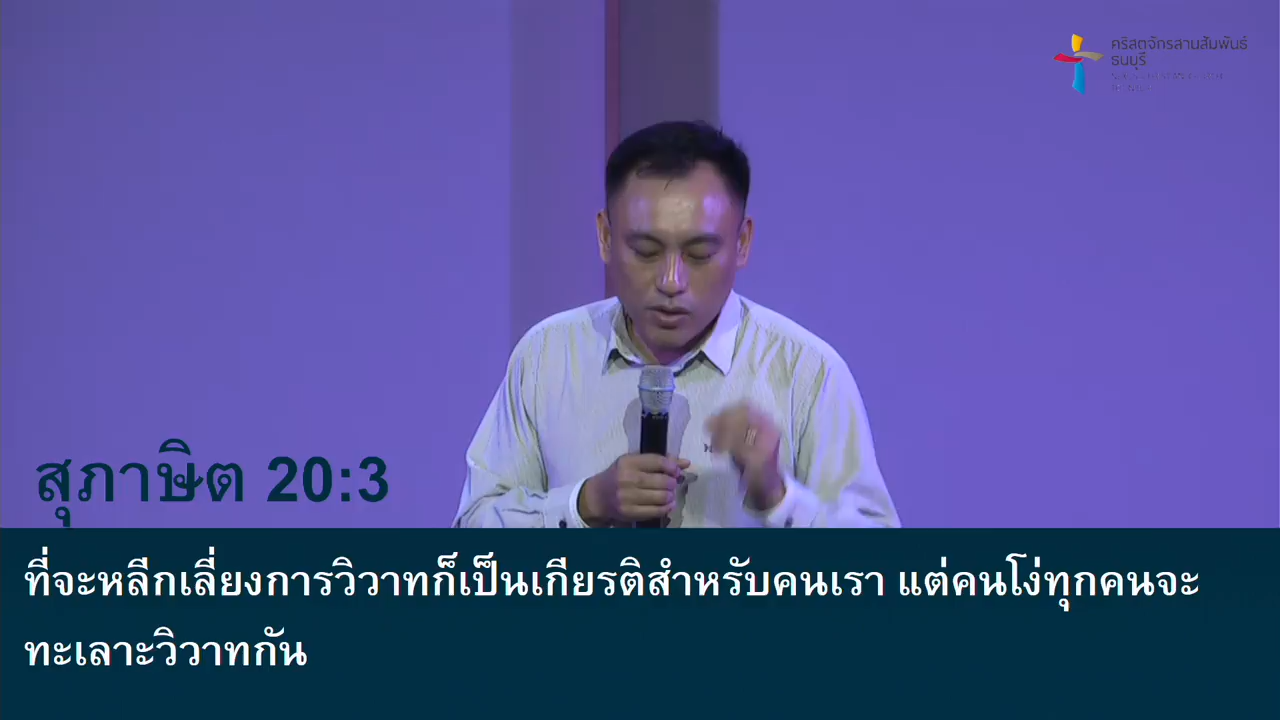 คริสตจักรสานสัมพันธ์
ธนบุรี
สุภาษิต 20:3
ที่จะหลีกเลี่ยงการวิวาทก็เป็นเกียรติสำหรับคนเรา แต่คนโง่ทุกคนจะ
ทะเลาะวิวาทกัน